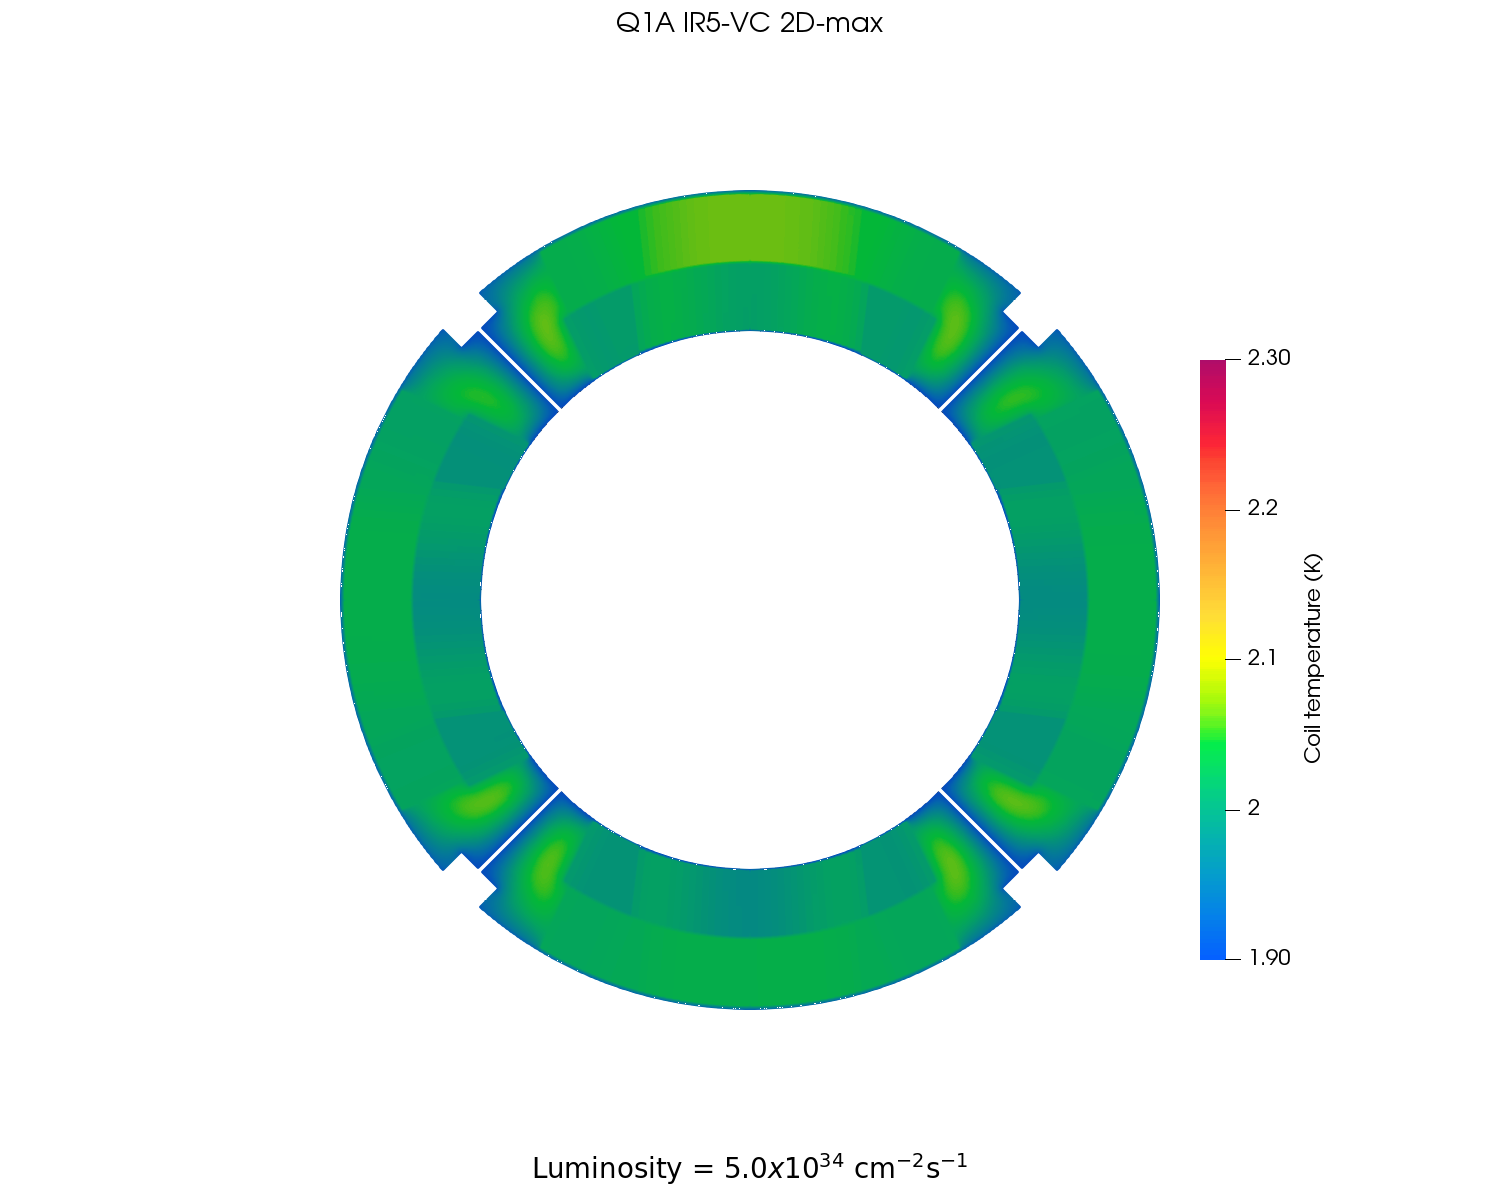 Q1A IR5-VC 2D-max
2.30
2.2
2.1
2
1.90
Coil temperature (K)
Luminosity = 5.0x10³⁴ cm⁻²s⁻¹